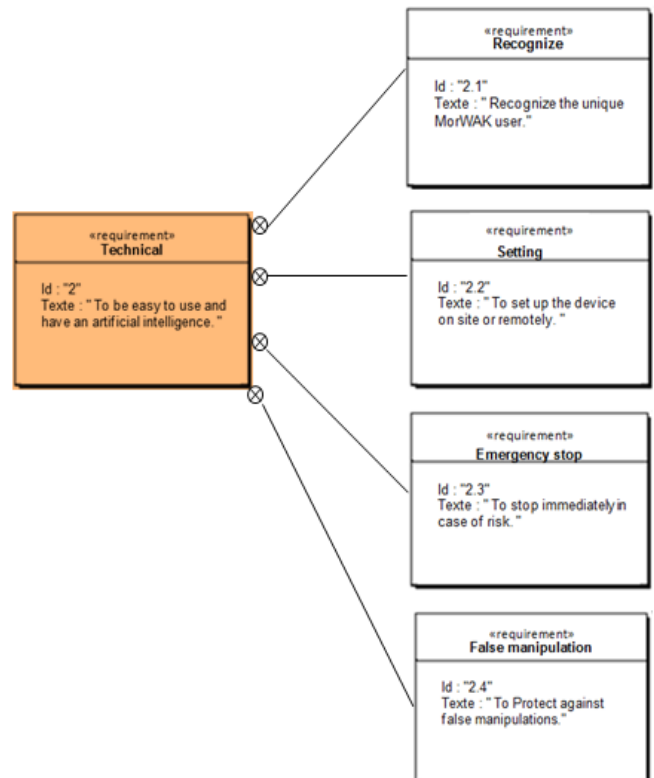 «requirement»
Recognize
Id : "2.1"
Texte : " Recognize the unique
MorWAK user."
«requirement»
Technical
Id : "2"
Texte : " To be easy to use and
have an artificial intelligence. "
«requirement»
Setting
Id : "2.2"
Texte : " To set up the device
on site or remotely. "
«requirement»
Emergency stop
Id : "2.3"
Texte : " To stop immediately in
case of risk. "
«requirement»
False manipulation
Id : "2.4"
Texte : " To Protect against
false manipulations."